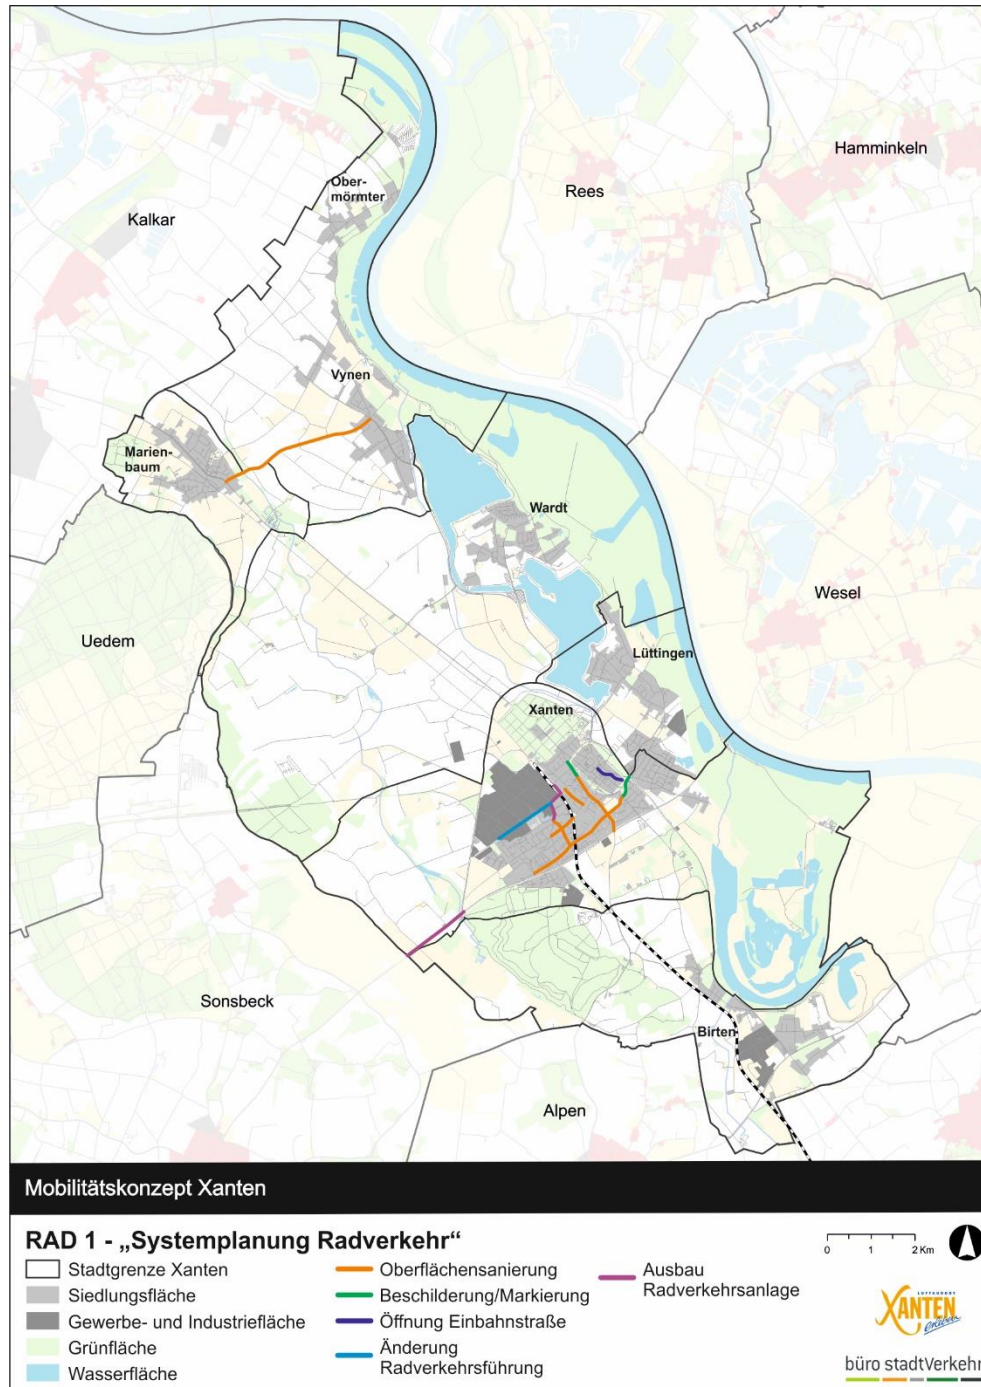 Hamminkeln
Rees
Ober-
mörmter
Kalkar
Vynen
Marien-
baum
Wardt
Wesel
Uedem
Lüttingen
Xanten
Sonsbeck
Birten
Alpen
Mobilitätskonzept Xanten
RAD 1 - „Systemplanung Radverkehr“
Stadtgrenze Xanten
Siedlungsfläche
Gewerbe- und Industriefläche
Grünfläche
Wasserfläche
Oberflächensanierung
Beschilderung/Markierung
Öffnung Einbahnstraße
Änderung
Radverkehrsführung
Ausbau
Radverkehrsanlage
0 1 2 Km
LUFTKURORT
XANTEN
erleben
büro stadtVerkehr